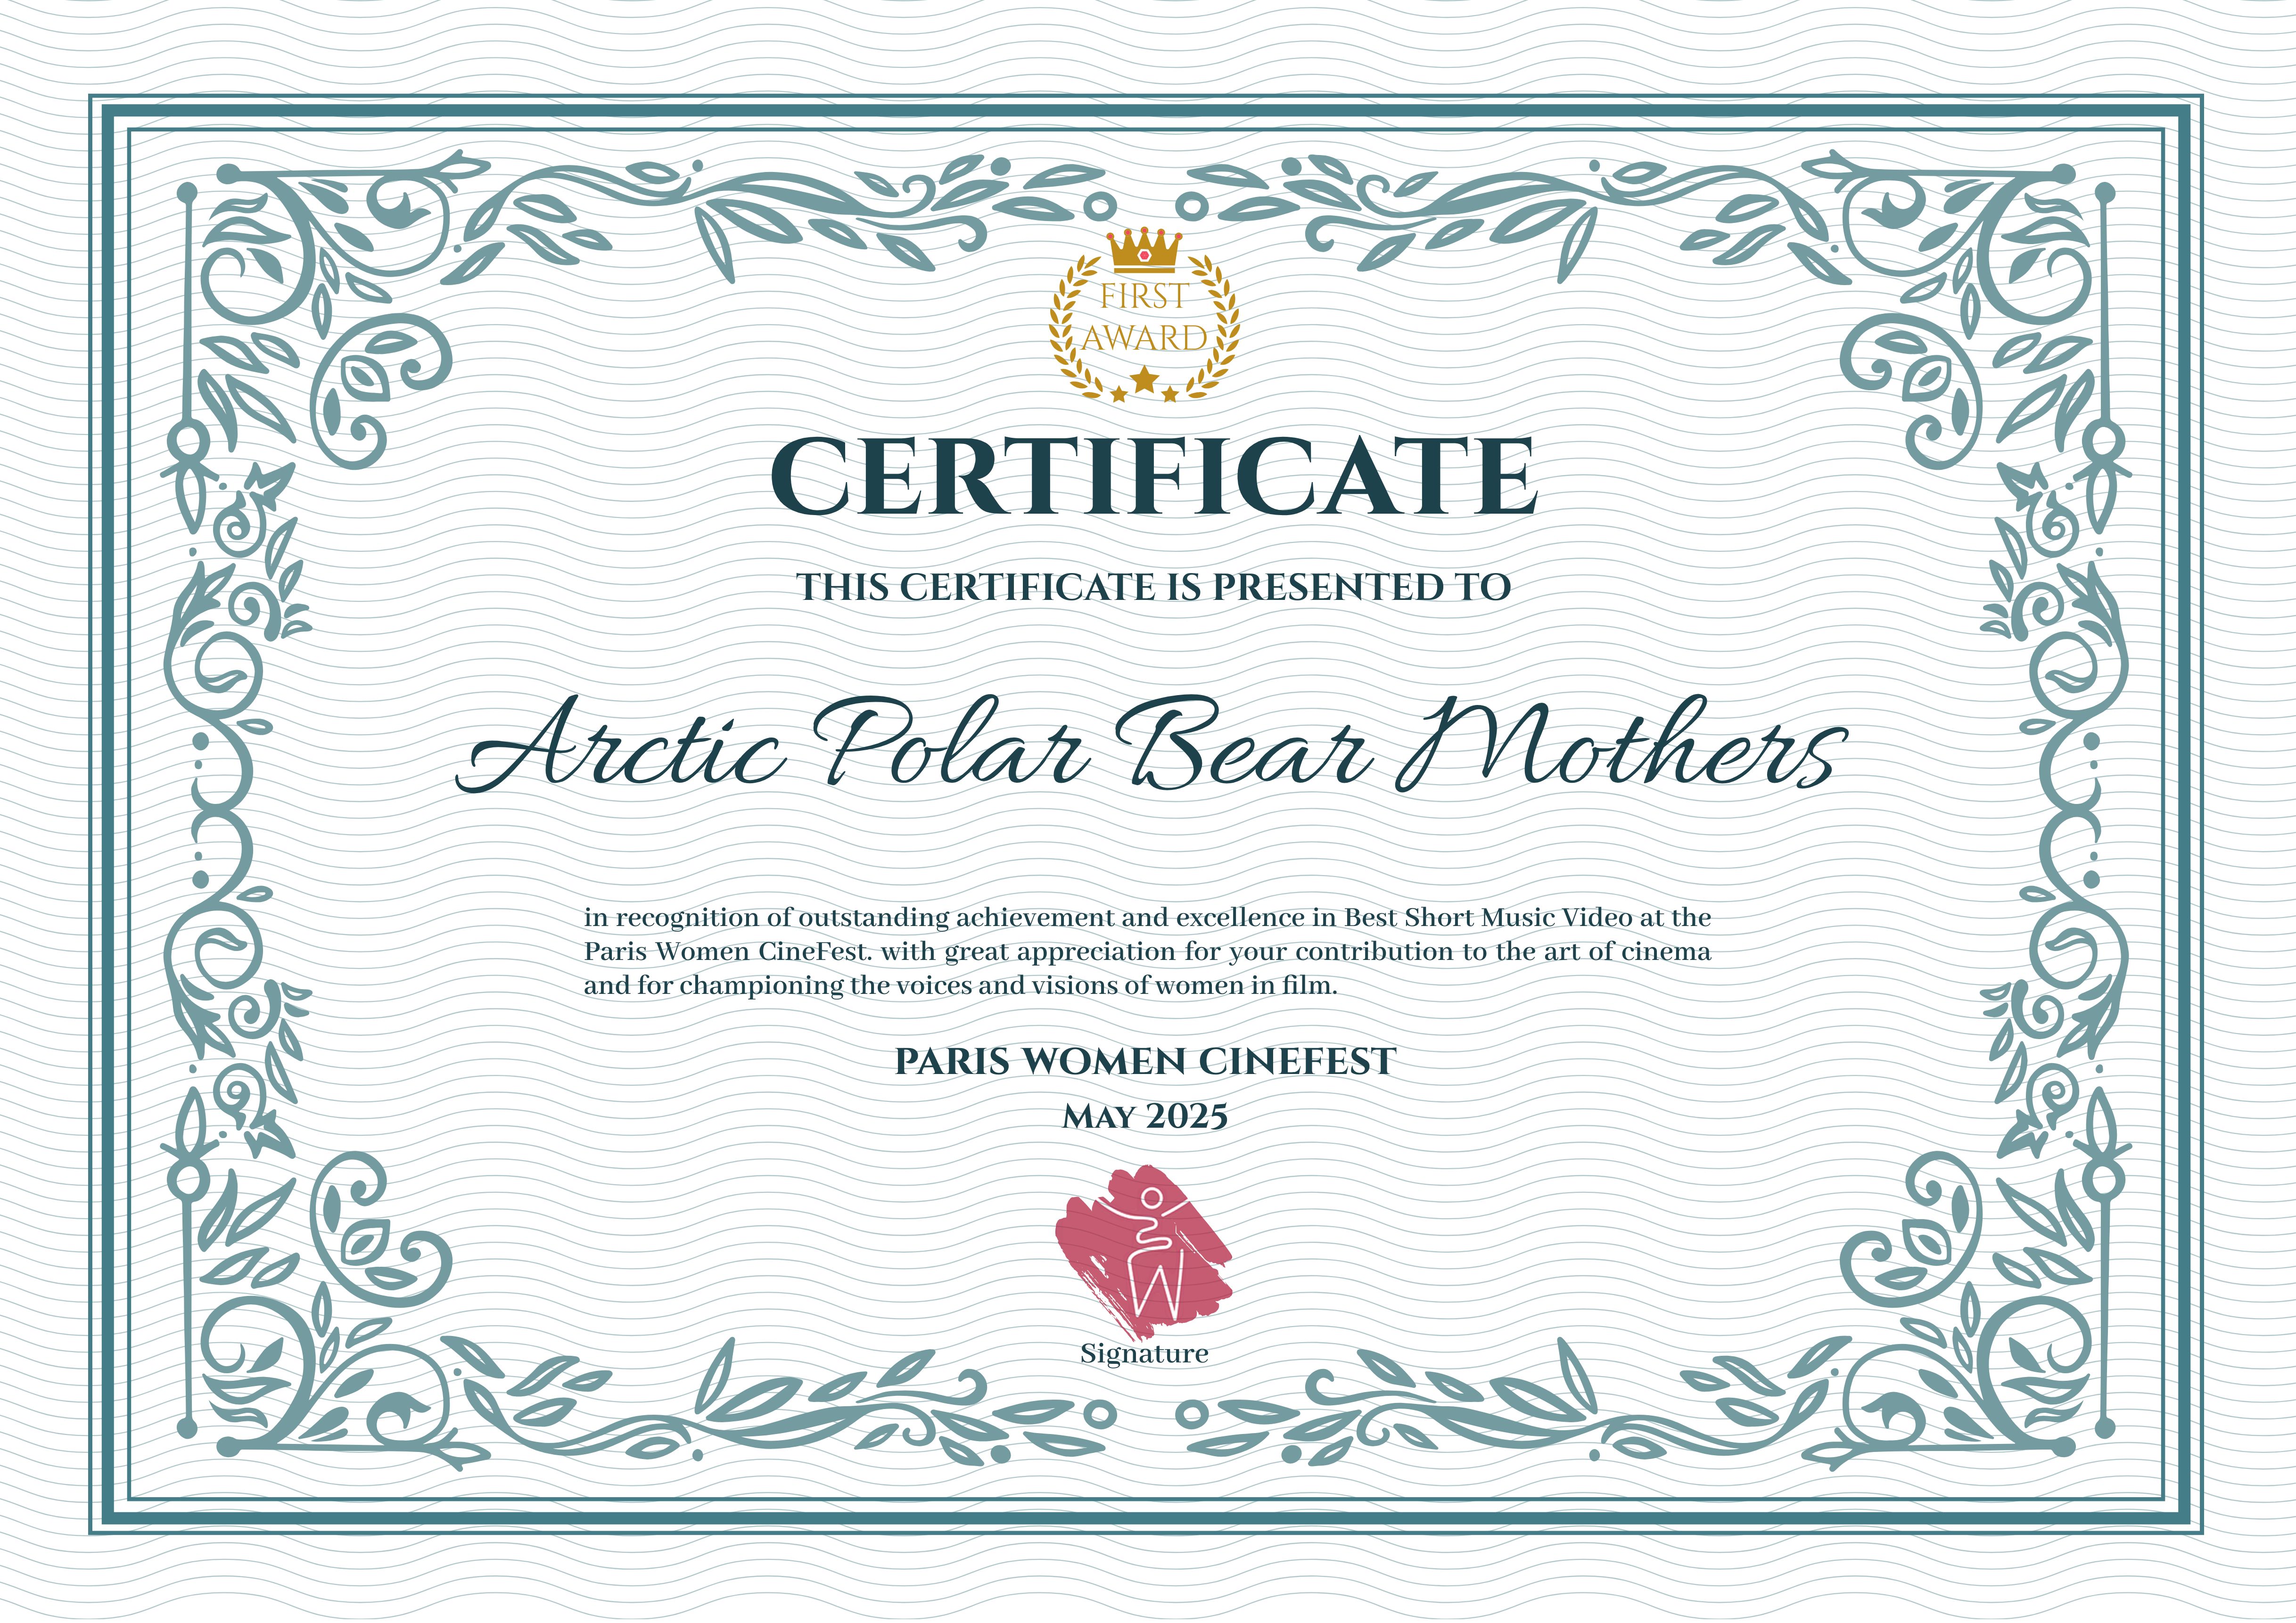 FIRST
AWARD
CERTIFICATE
THIS CERTIFICATE IS PRESENTED TO
Arctic Polar Bear Mothers
in recognition of outstanding achievement and excellence in Best Short Music Video at the
Paris Women CineFest. with great appreciation for your contribution to the art of cinema
and for championing the voices and visions of women in film.
PARIS WOMEN CINEFEST
MAY 2025
W
Signature